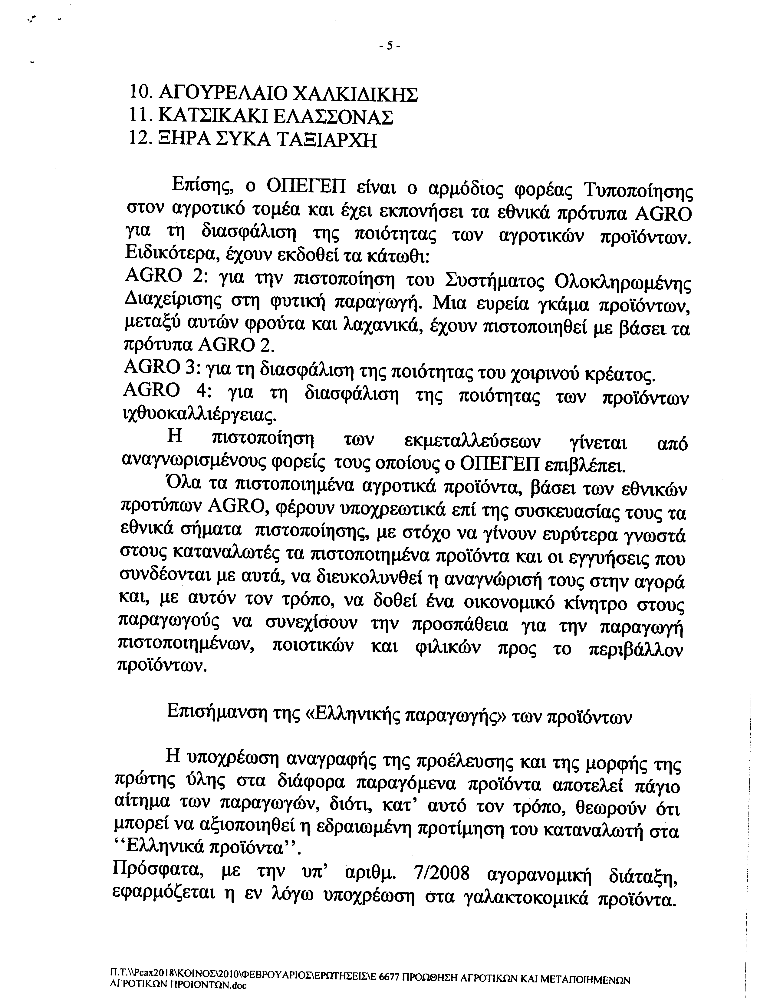 - 5 -
10. ΑΓΟΥΡΕΛΑΙΟ ΧΑΛΚΙΔΙΚΗΣ
11. ΚΑΤΣΙΚΑΚΙ ΕΛΑΣΣΟΝΑΣ
12. ΞΗΡΑ ΣΥΚΑ ΤΑΞΙΑΡΧΗ
Επίσης, ο ΟΠΕΓΕΠ είναι ο αρμόδιος φορέας Τυποποίησης
στον αγροτικό τομέα και έχει εκπονήσει τα εθνικά πρότυπα AGRO
για τη διασφάλιση της ποιότητας των αγροτικών προϊόντων.
Ειδικότερα, έχουν εκδοθεί τα κάτωθι:
AGRO 2: για την πιστοποίηση του Συστήματος Ολοκληρωμένης
Διαχείρισης στη φυτική παραγωγή. Μια ευρεία γκάμα προϊόντων,
μεταξύ αυτών φρούτα και λαχανικά, έχουν πιστοποιηθεί με βάσει τα
πρότυπα AGRO 2.
AGRO 3: για τη διασφάλιση της ποιότητας του χοιρινού κρέατος.
AGRO 4: για τη διασφάλιση της ποιότητας των προϊόντων
ιχθυοκαλλιέργειας.
Η πιστοποίηση των εκμεταλλεύσεων γίνεται από
αναγνωρισμένους φορείς τους οποίους ο ΟΠΕΓΕΠ επιβλέπει.
Όλα τα πιστοποιημένα αγροτικά προϊόντα, βάσει των εθνικών
προτύπων AGRO, φέρουν υποχρεωτικά επί της συσκευασίας τους τα
εθνικά σήματα πιστοποίησης, με στόχο να γίνουν ευρύτερα γνωστά
στους καταναλωτές τα πιστοποιημένα προϊόντα και οι εγγυήσεις που
συνδέονται με αυτά, να διευκολυνθεί η αναγνώρισή τους στην αγορά
και, με αυτόν τον τρόπο, να δοθεί ένα οικονομικό κίνητρο στους
παραγωγούς να συνεχίσουν την προσπάθεια για την παραγωγή
πιστοποιημένων, ποιοτικών και φιλικών προς το περιβάλλον
προϊόντων.
Επισήμανση της «Ελληνικής παραγωγής» των προϊόντων
Η υποχρέωση αναγραφής της προέλευσης και της μορφής της
πρώτης ύλης στα διάφορα παραγόμενα προϊόντα αποτελεί πάγιο
αίτημα των παραγωγών, διότι, κατ’ αυτό τον τρόπο, θεωρούν ότι
μπορεί να αξιοποιηθεί η εδραιωμένη προτίμηση του καταναλωτή στα
‘‘Ελληνικά προϊόντα’’.
Πρόσφατα, με την υπ’ αριθμ. 7/2008 αγορανομική διάταξη,
εφαρμόζεται η εν λόγω υποχρέωση στα γαλακτοκομικά προϊόντα.
Π.Τ.\\Pcax2018\ΚΟΙΝΟΣ\2010\ΦΕΒΡΟΥΑΡΙΟΣ\ΕΡΩΤΗΣΕΙΣ\Ε 6677 ΠΡΟΩΘΗΣΗ ΑΓΡΟΤΙΚΩΝ ΚΑΙ ΜΕΤΑΠΟΙΗΜΕΝΩΝ
ΑΓΡΟΤΙΚΩΝ ΠΡΟΙΟΝΤΩΝ.doc